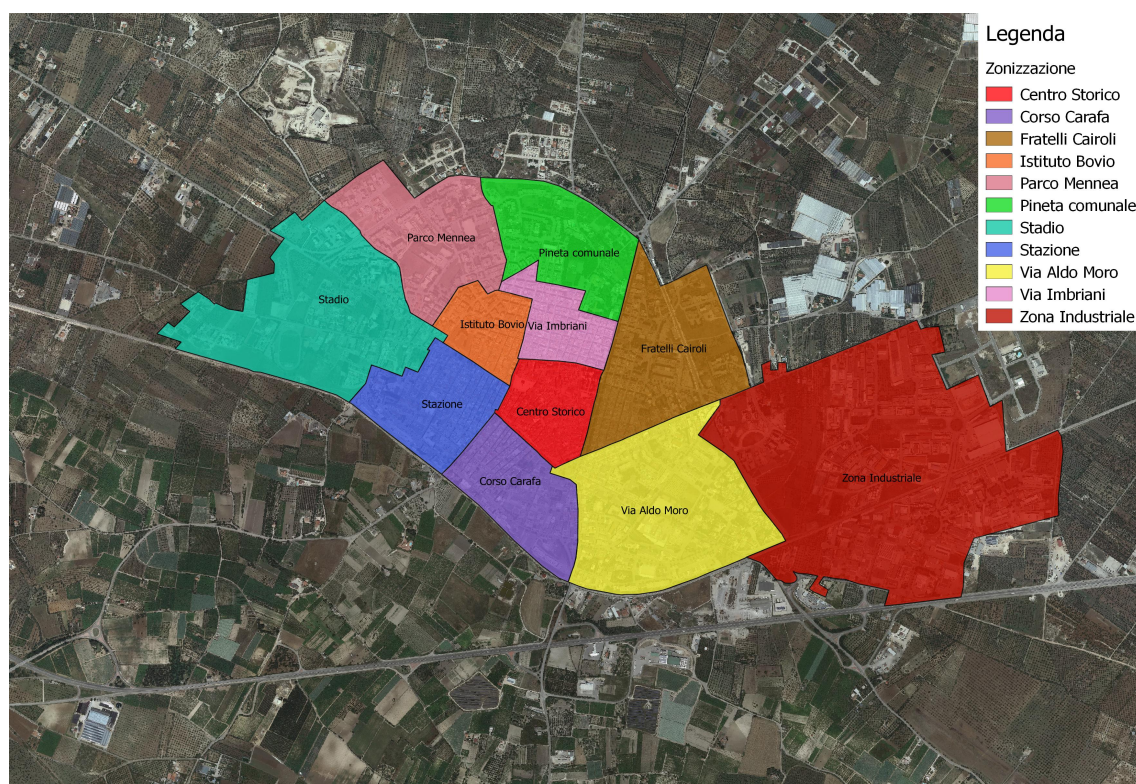 Legenda
Zonizzazione
Centro Storico
Corso Carafa
Fratelli Cairoli
Istituto Bovio
Parco Mennea
Pineta comunale
Stadio
Stazione
Via Aldo Moro
Via Imbriani
Zona Industriale
Parco Mennea
Pineta comunale
Stadio
Istituto Bovio
Via Imbriani
Fratelli Cairoli
Stazione
Centro Storico
Corso Carafa
Zona Industriale
Via Aldo Moro